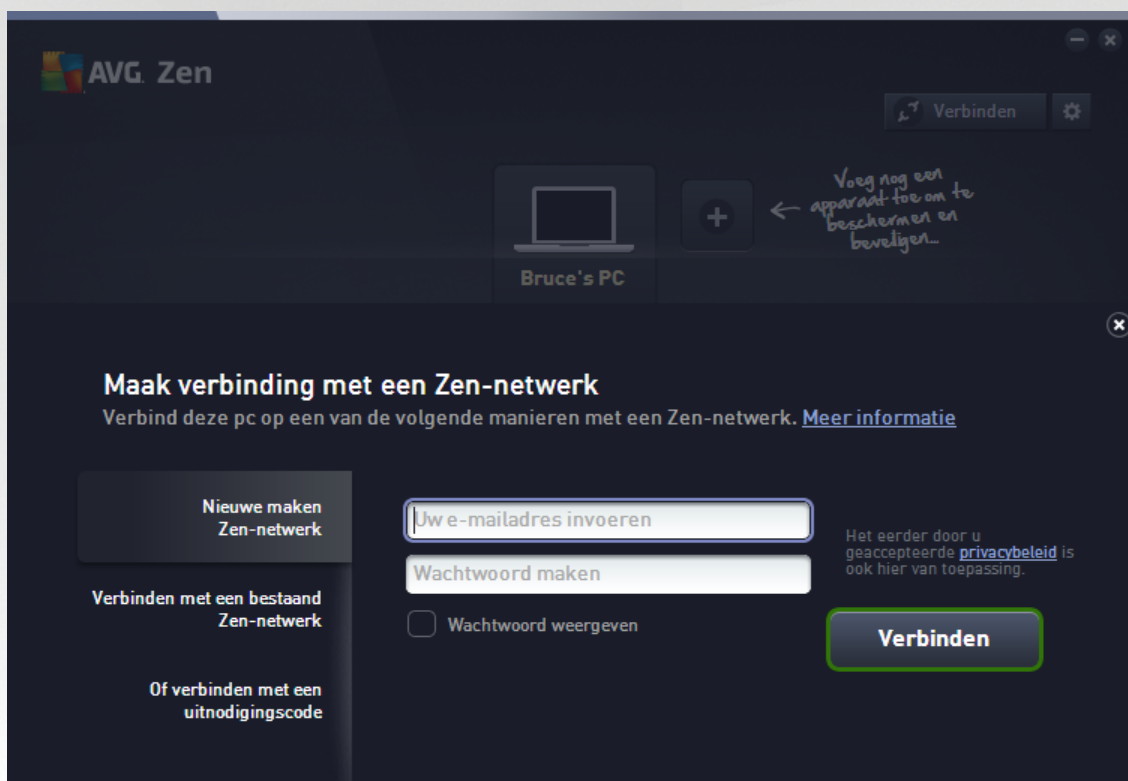 AVG Zen
Verbinden
Voeg nog een
apparaat toe om te
beschermen en
beveiligen...
Bruce's PC
Maak verbinding met een Zen-netwerk
Verbind deze pc op een van de volgende manieren met een Zen-netwerk. Meer informatie
Nieuwe maken
Zen-netwerk
Verbinden met een bestaand
Zen-netwerk
Of verbinden met een
uitnodigingscode
Uw e-mailadres invoeren
Wachtwoord maken
Wachtwoord weergeven
Het eerder door u
geaccepteerde privacybeleid is
ook hier van toepassing.
Verbinden